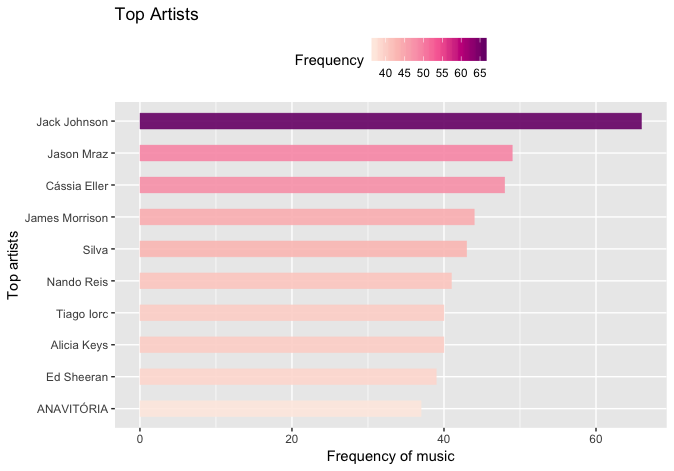 Top Artists
Frequency
40 45 50 55 60 65
Jack Johnson
Jason Mraz
Cássia Eller
James Morrison
Silva
Nando Reis
Tiago Iorc
Alicia Keys
Ed Sheeran
ANAVITÓRIA
Top artists
0 20 40 60
Frequency of music